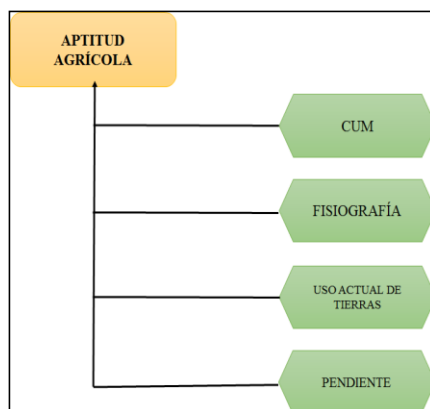 APTITUD
AGRÍCOLA
CUM
FISIOGRAFÍA
USO ACTUAL DE
TIERRAS
PENDIENTE